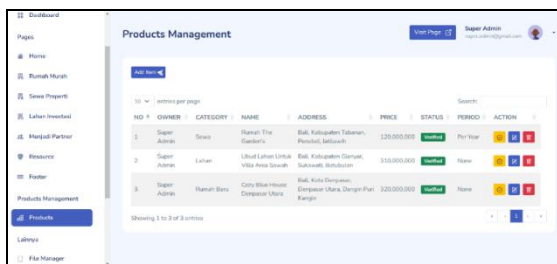 Dashboard
Pages
Home
Rumah Murah
Sewa Properti
Lahan Investasi
Menjadi Partner
Resource
Footer
Products Management
Products
Lainnya
File Manager
Products Management
Visit Page
Super Admin
super.admin@gmail.com
Add Item
10 entries per page
Search:
NO OWNER CATEGORY NAME ADDRESS PRICE STATUS PERIOD ACTION
1 Super Admin Sewa Rumah The Garden's Bali, Kabupaten Tabanan, Penebel, Jatiluwih 120.000.000 Verified Per Year
2 Super Admin Lahan Ubud Lahan Untuk Villa Area Sawah Bali, Kabupaten Gianyar, Sukawati, Batubulan 310.000.000 Verified None
3 Super Admin Rumah Baru Cozy Blue House Denpasar Utara Bali, Kota Denpasar, Denpasar Utara, Dangin Puri Kangin 320.000.000 Verified None
Showing 1 to 3 of 3 entries
1